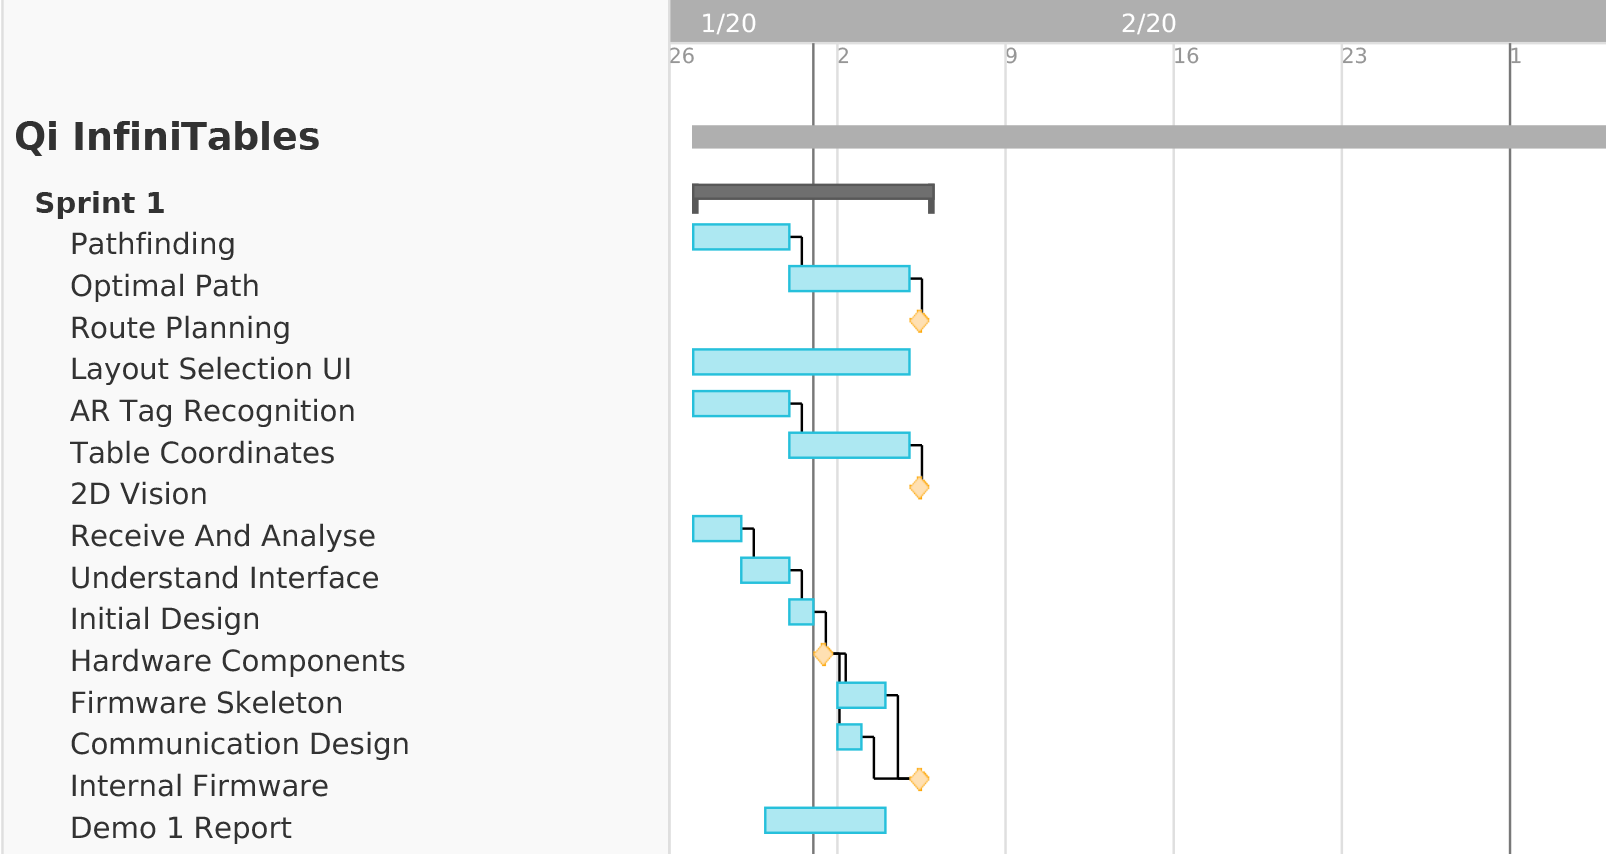 1/20 2/20
26 2 9 16 23 1
Qi InfiniTables
Sprint 1
Pathfinding
Optimal Path
Route Planning
Layout Selection UI
AR Tag Recognition
Table Coordinates
2D Vision
Receive And Analyse
Understand Interface
Initial Design
Hardware Components
Firmware Skeleton
Communication Design
Internal Firmware
Demo 1 Report